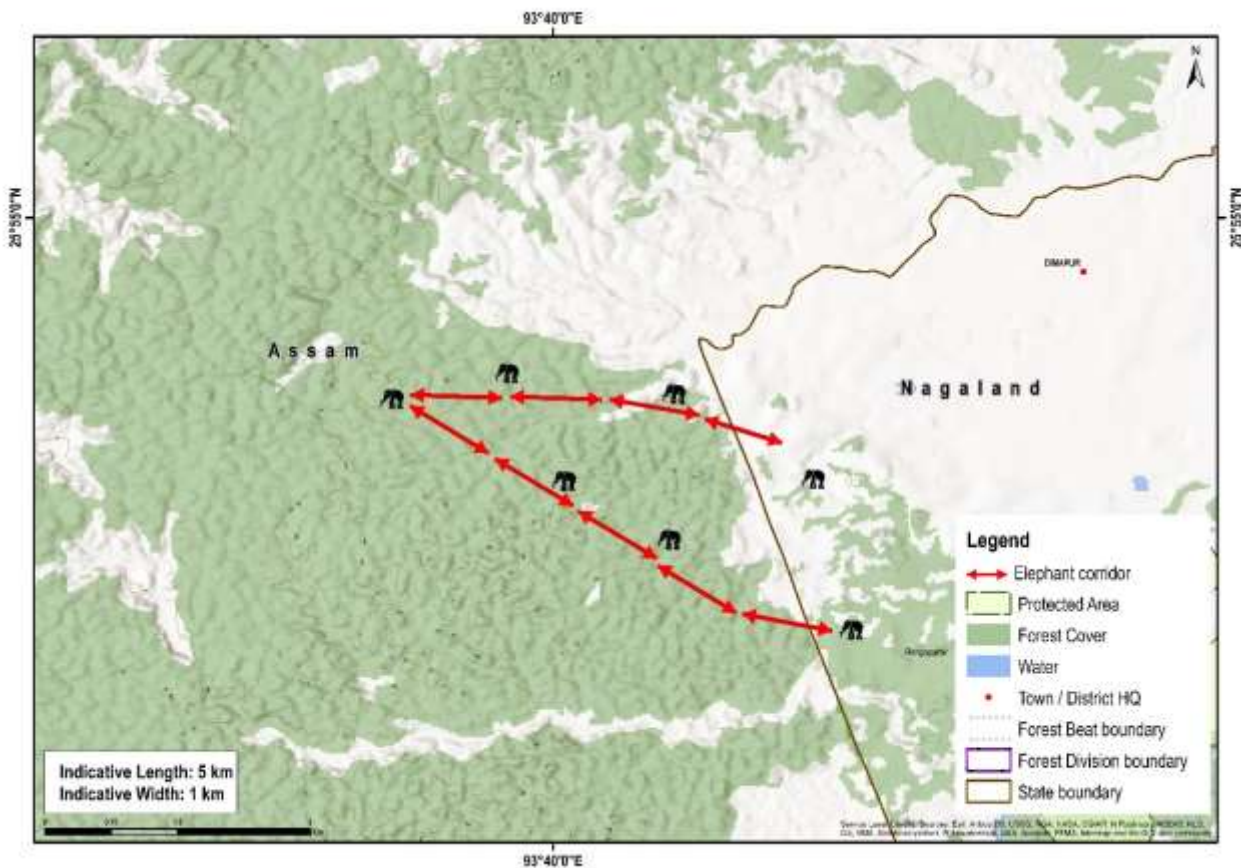 93°40'0"E
N
25°55'0"N
25°55'0"N
DIMAPUR
Assam
Nagaland
Legend
Elephant corridor
Protected Area
Forest Cover
Water
Town / District HQ
Forest Beat boundary
Forest Division boundary
State boundary
Indicative Length: 5 km
Indicative Width: 1 km
0
93°40'0"E